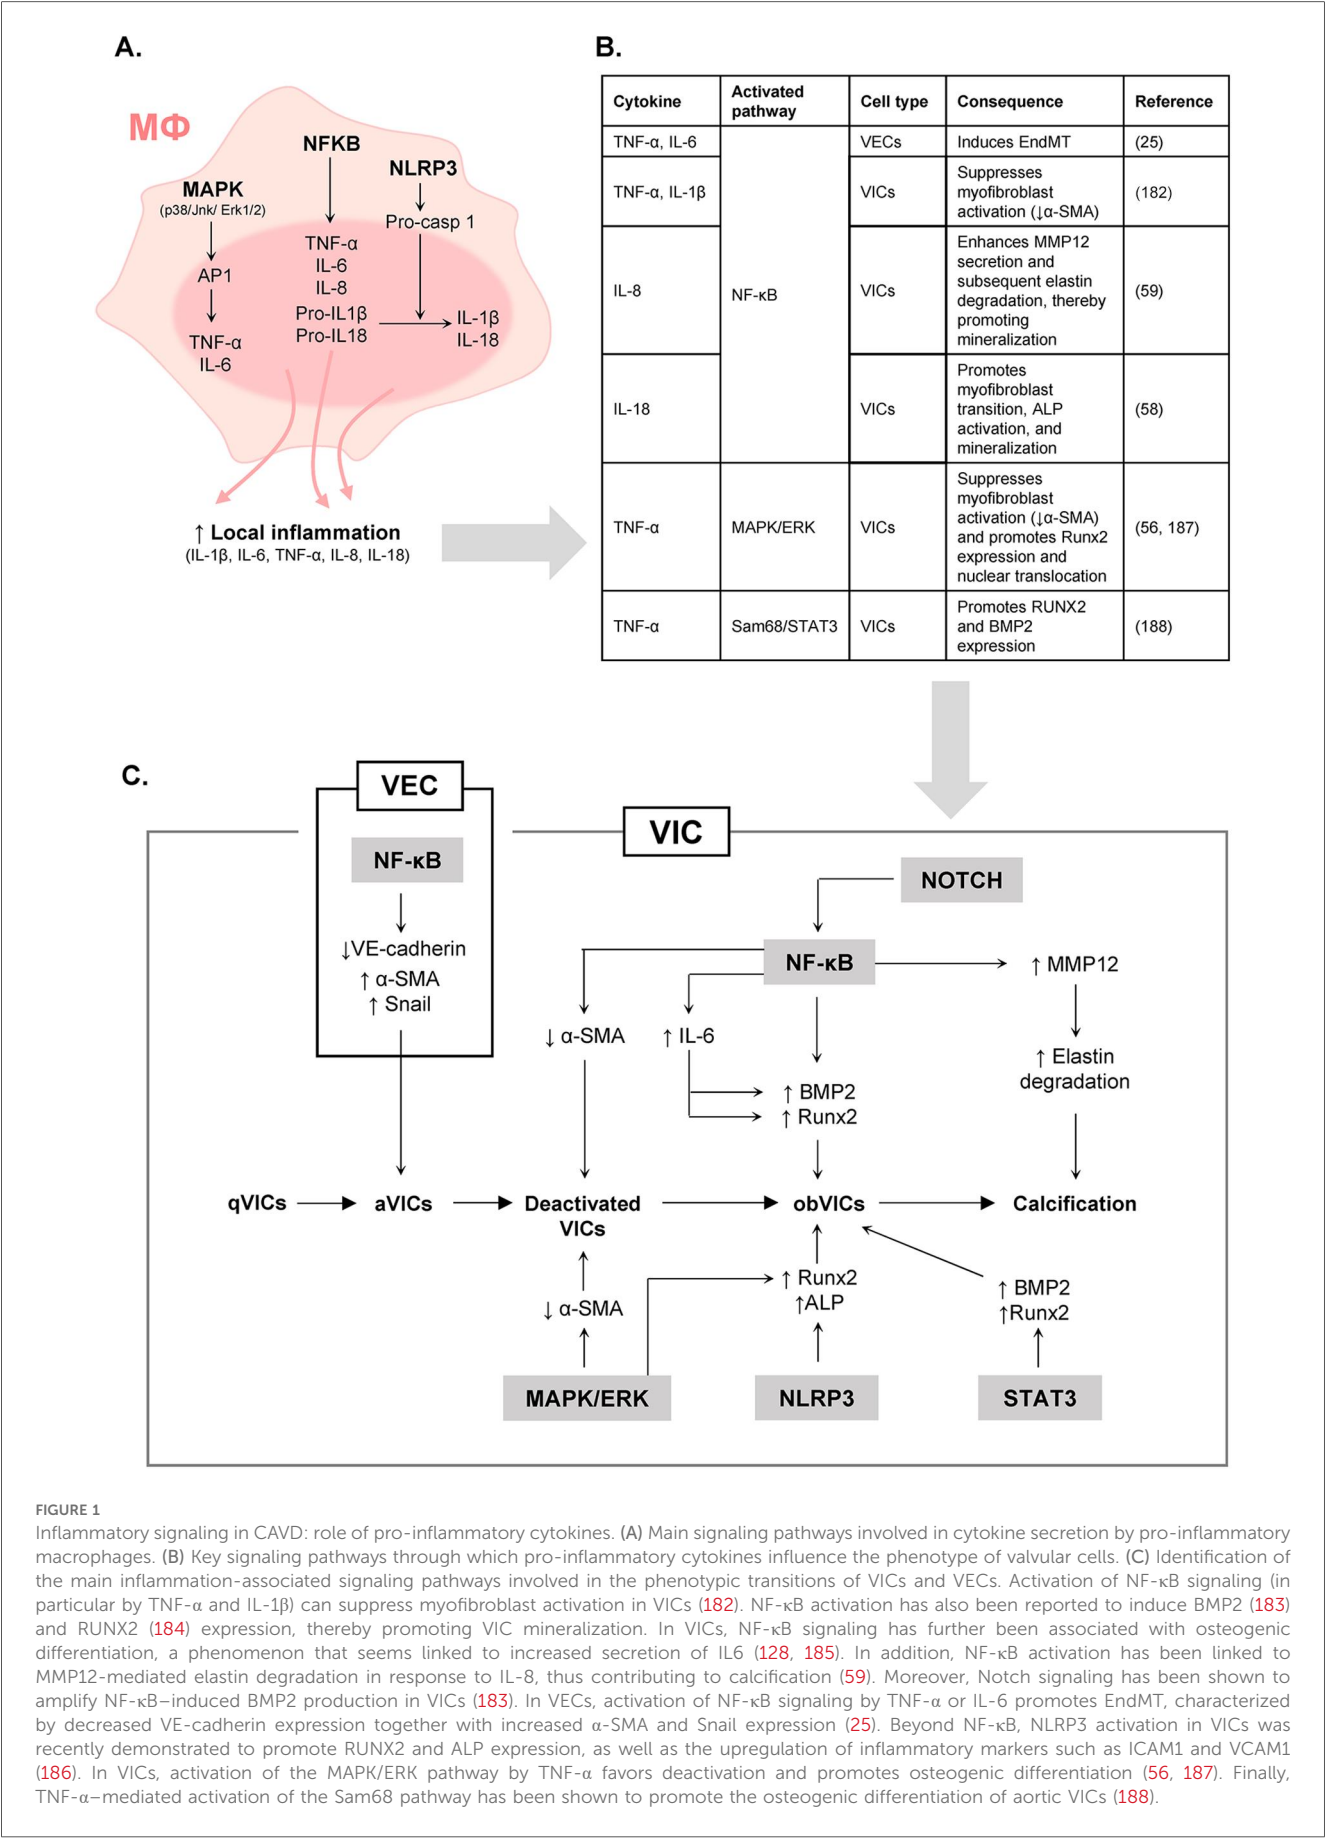 A.
MΦ
NFKB
NLRP3
MAPK
(p38/Jnk/ Erk1/2)
Pro-casp 1
AP1
TNF-α
IL-6
IL-8
Pro-IL1β
Pro-IL18
IL-1β
IL-18
TNF-α
IL-6
↑ Local inflammation
(IL-1β, IL-6, TNF-α, IL-8, IL-18)
B.
Cytokine
Activated
pathway
Cell type
Consequence
Reference
TNF-α, IL-6
VECs
Induces EndMT
(25)
TNF-α, IL-1β
VICs
Suppresses
myofibroblast
activation (↓α-SMA)
(182)
IL-8
NF-κB
VICs
Enhances MMP12
secretion and
subsequent elastin
degradation, thereby
promoting
mineralization
(59)
IL-18
VICs
Promotes
myofibroblast
transition, ALP
activation, and
mineralization
(58)
TNF-α
MAPK/ERK
VICs
Suppresses
myofibroblast
activation (↓α-SMA)
and promotes Runx2
expression and
nuclear translocation
(56, 187)
TNF-α
Sam68/STAT3
VICs
Promotes RUNX2
and BMP2
expression
(188)
C.
VEC
NF-κB
↓VE-cadherin
↑ α-SMA
↑ Snail
VIC
NOTCH
NF-κB
↑ MMP12
↓ α-SMA
↑ IL-6
↑ Elastin
degradation
↑ BMP2
↑ Runx2
qVICs
aVICs
Deactivated
VICs
obVICs
Calcification
↓ α-SMA
↑ Runx2
↑ALP
↑ BMP2
↑Runx2
MAPK/ERK
NLRP3
STAT3
FIGURE 1
Inflammatory signaling in CAVD: role of pro-inflammatory cytokines. (A) Main signaling pathways involved in cytokine secretion by pro-inflammatory
macrophages. (B) Key signaling pathways through which pro-inflammatory cytokines influence the phenotype of valvular cells. (C) Identification of
the main inflammation-associated signaling pathways involved in the phenotypic transitions of VICs and VECs. Activation of NF-κB signaling (in
particular by TNF-α and IL-1β) can suppress myofibroblast activation in VICs (182). NF-κB activation has also been reported to induce BMP2 (183)
and RUNX2 (184) expression, thereby promoting VIC mineralization. In VICs, NF-κB signaling has further been associated with osteogenic
differentiation, a phenomenon that seems linked to increased secretion of IL6 (128, 185). In addition, NF-κB activation has been linked to
MMP12-mediated elastin degradation in response to IL-8, thus contributing to calcification (59). Moreover, Notch signaling has been shown to
amplify NF-κB–induced BMP2 production in VICs (183). In VECs, activation of NF-κB signaling by TNF-α or IL-6 promotes EndMT, characterized
by decreased VE-cadherin expression together with increased α-SMA and Snail expression (25). Beyond NF-κB, NLRP3 activation in VICs was
recently demonstrated to promote RUNX2 and ALP expression, as well as the upregulation of inflammatory markers such as ICAM1 and VCAM1
(186). In VICs, activation of the MAPK/ERK pathway by TNF-α favors deactivation and promotes osteogenic differentiation (56, 187). Finally,
TNF-α–mediated activation of the Sam68 pathway has been shown to promote the osteogenic differentiation of aortic VICs (188).